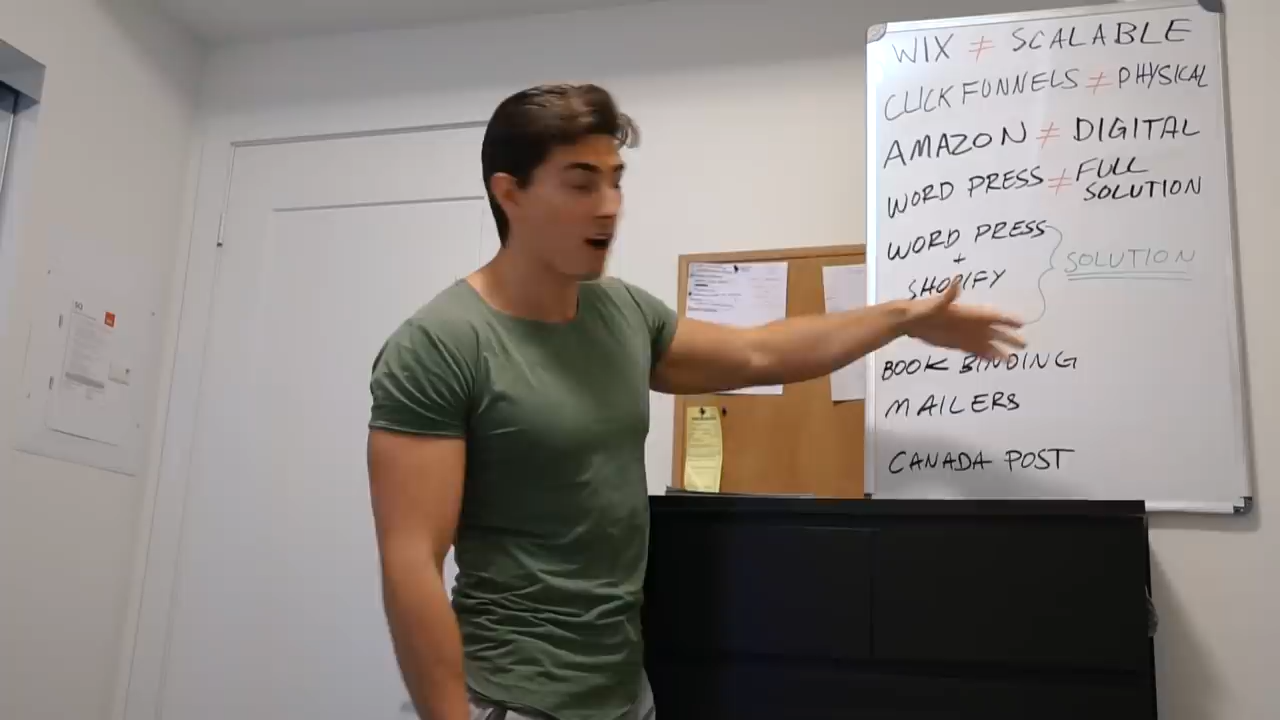 WIX ≠ SCALABLE
CLICK FUNNELS ≠ PHYSICAL
AMAZON ≠ DIGITAL
WORD PRESS ≠ FULL SOLUTION
WORD PRESS
+
SHOPIFY
SOLUTION
BOOK BINDING
MAILERS
CANADA POST